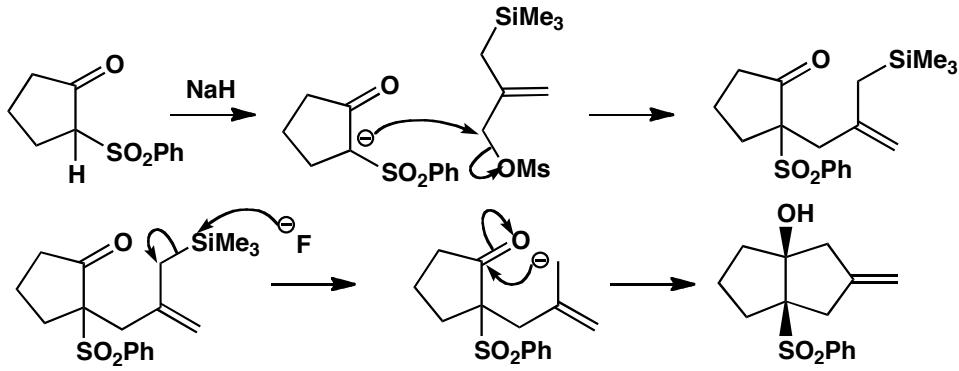 SiMe3
O
O
O
SiMe3
NaH
⊖
SO2Ph
H
SO2Ph
OMs
SO2Ph
O
SiMe3
⊖
F
O
⊖
OH
SO2Ph
SO2Ph
SO2Ph